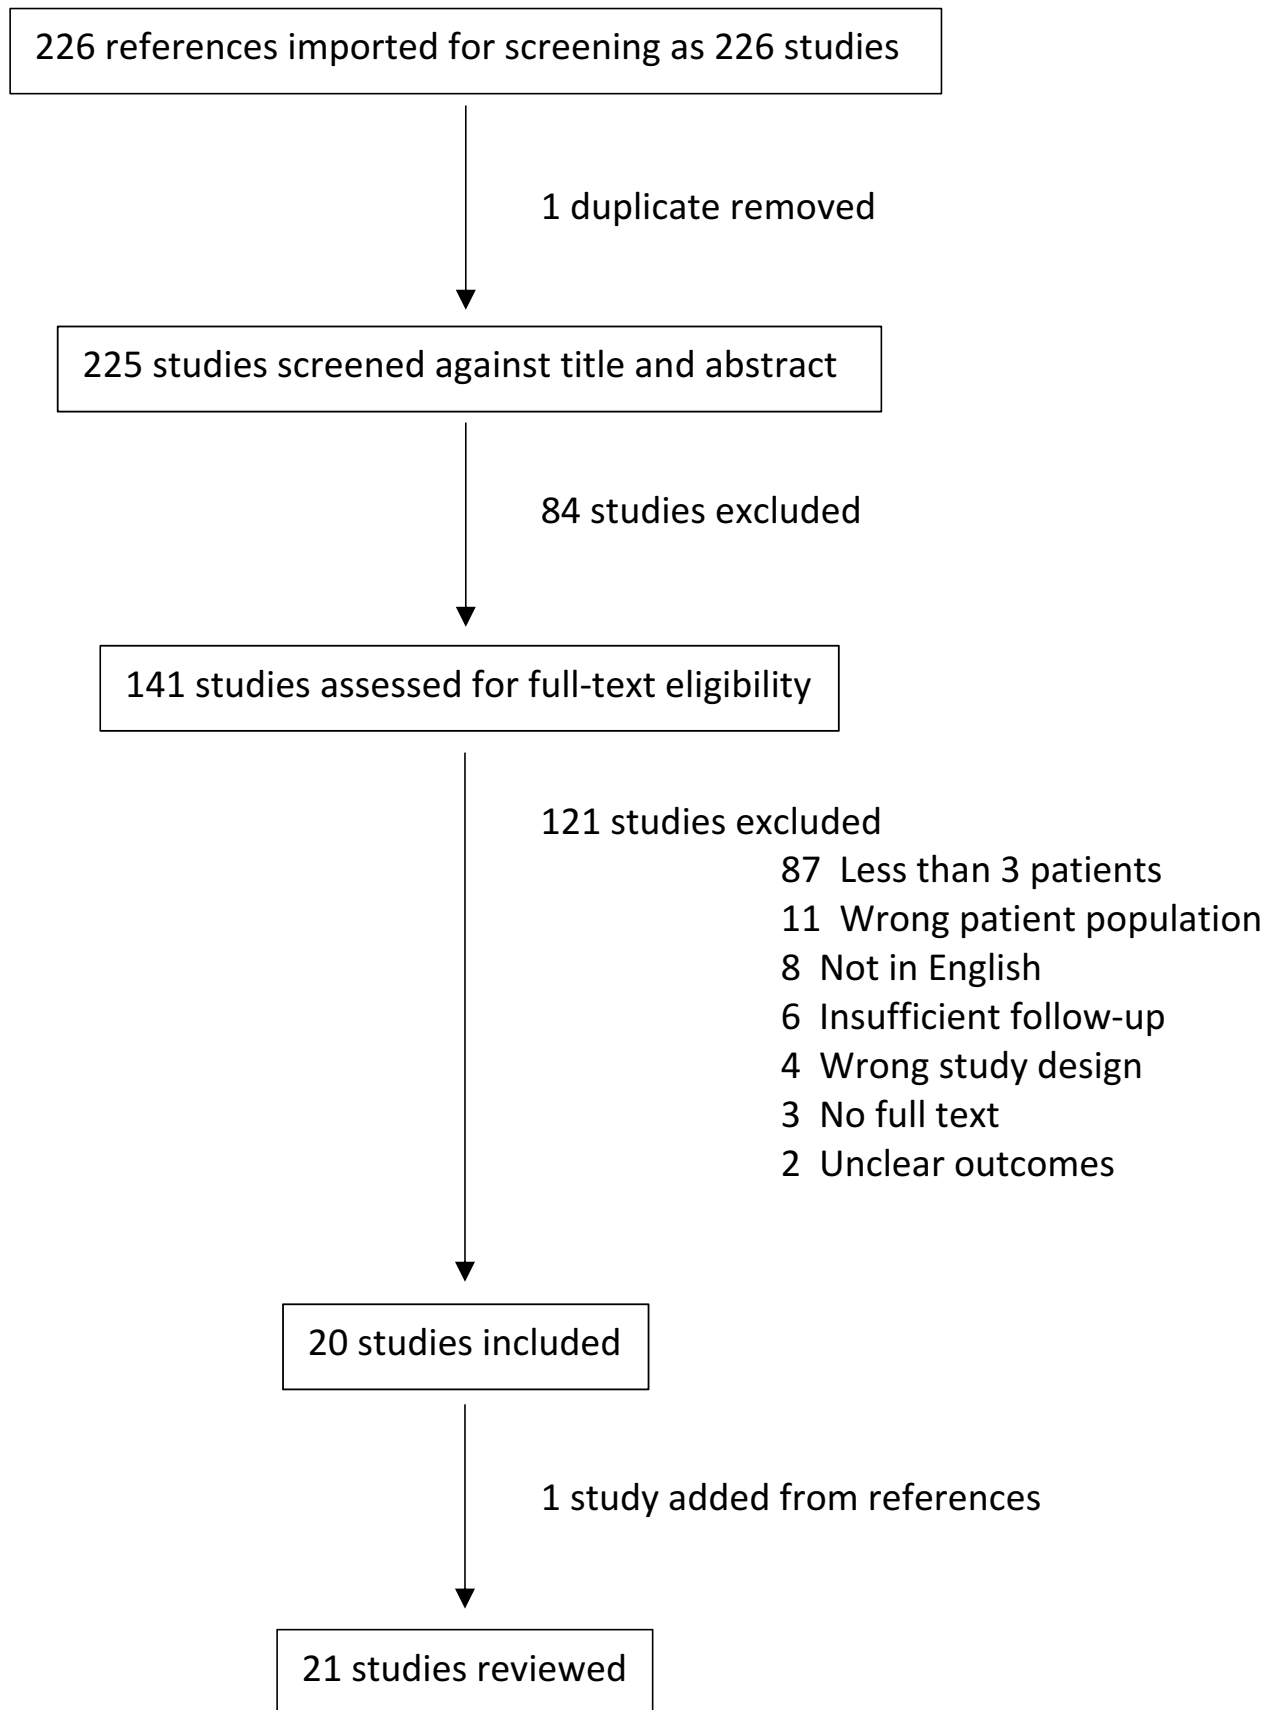 226 references imported for screening as 226 studies
1 duplicate removed
225 studies screened against title and abstract
84 studies excluded
141 studies assessed for full-text eligibility
121 studies excluded
87 Less than 3 patients
11 Wrong patient population
8 Not in English
6 Insufficient follow-up
4 Wrong study design
3 No full text
2 Unclear outcomes
20 studies included
1 study added from references
21 studies reviewed